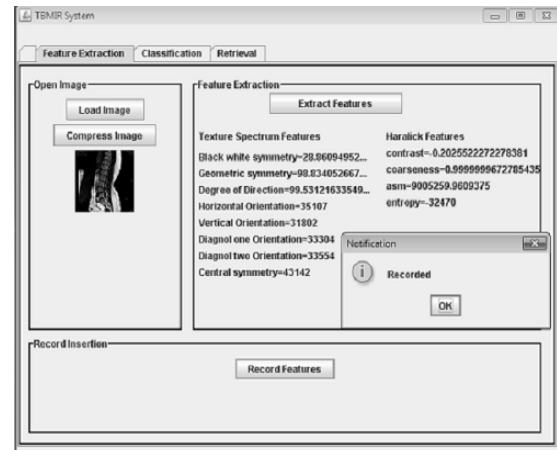 TBMIR System
Feature Extraction Classification Retrieval
Open Image
Load Image
Compress Image
Feature Extraction
Extract Features
Texture Spectrum Features
Black white symmetry=28.86094952...
Geometric symmetry=98.834052667...
Degree of Direction=99.53121633549...
Horizontal Orientation=35107
Vertical Orientation=31802
Diagnol one Orientation=33304
Diagnol two Orientation=33554
Central symmetry=43142
Haralick Features
contrast=-0.2025522272278381
coarseness=0.9999999672785435
asm=9005259.9609375
entropy=-32470
Notification
Recorded
OK
Record Insertion
Record Features